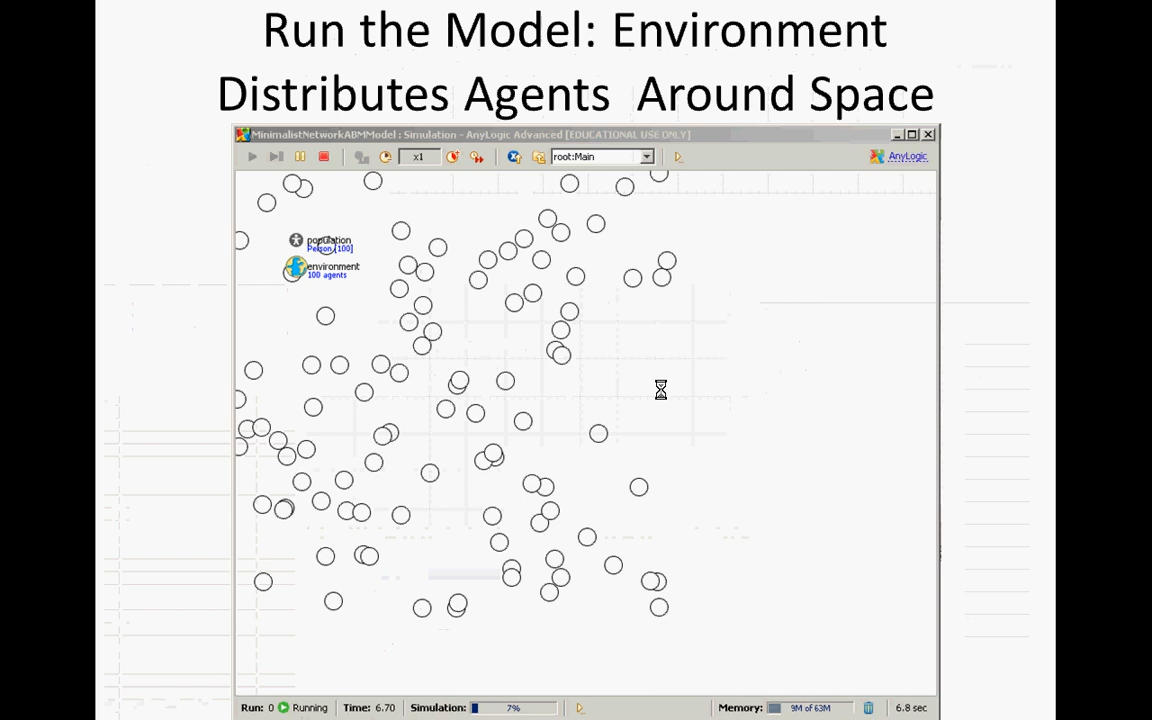 Run the Model: Environment
Distributes Agents Around Space
MinimalistNetworkABMModel : Simulation - AnyLogic Advanced [EDUCATIONAL USE ONLY]
x1 root:Main AnyLogic
population
Person [100]
environment
100 agents
Run: 0 Running Time: 6.70 Simulation: 7% Memory: 9M of 63M 6.8 sec